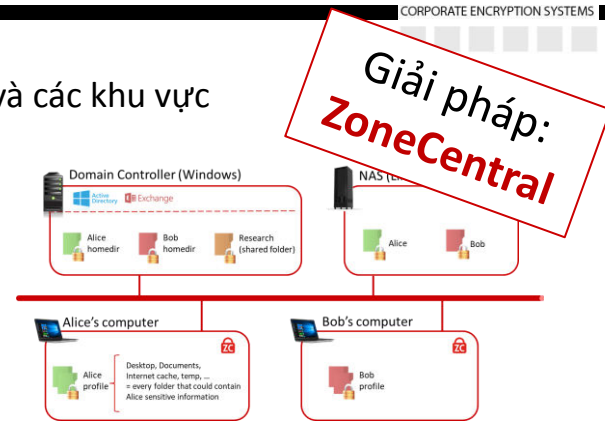 CORPORATE ENCRYPTION SYSTEMS
và các khu vực
Giải pháp:
ZoneCentral
Domain Controller (Windows)
NAS
Active
Directory
Exchange
Alice
homedir
Bob
homedir
Research
(shared folder)
Alice
Bob
Alice's computer
Bob's computer
ZC
ZC
Alice
profile
Desktop, Documents,
Internet cache, temp, ...
= every folder that could contain
Alice sensitive information
Bob
profile